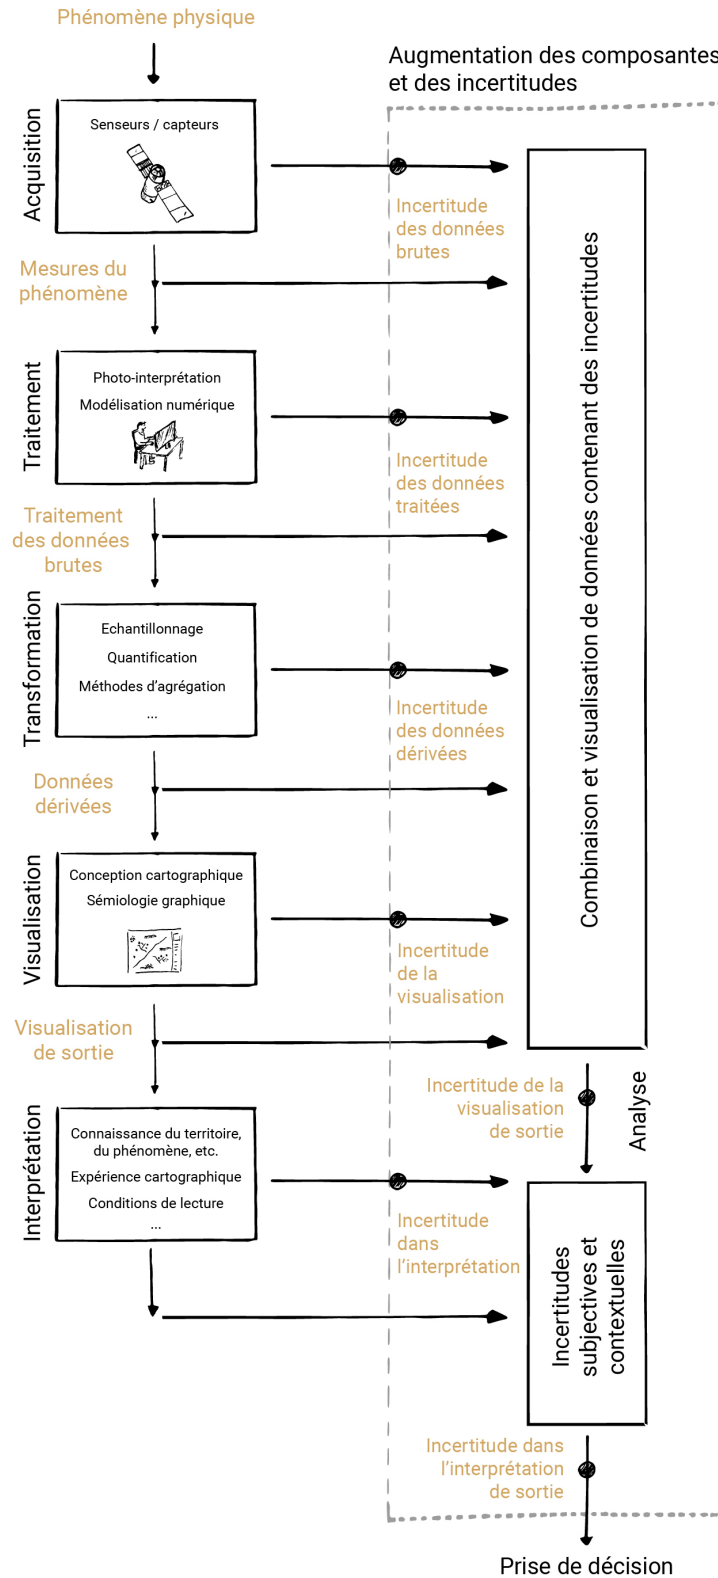 Phénomène physique
Augmentation des composantes
et des incertitudes
Acquisition
Senseurs / capteurs
Incertitude
des données
brutes
Mesures du
phénomène
Combinaison et visualisation de données contenant des incertitudes
Traitement
Photo-interprétation
Modélisation numérique
Incertitude
des données
traitées
Traitement
des données
brutes
Transformation
Echantillonnage
Quantification
Méthodes d'agrégation
...
Incertitude
des données
dérivées
Données
dérivées
Visualisation
Conception cartographique
Sémiologie graphique
Incertitude
de la
visualisation
Visualisation
de sortie
Incertitude de la
visualisation
de sortie
Analyse
Interprétation
Connaissance du territoire,
du phénomène, etc.
Expérience cartographique
Conditions de lecture
...
Incertitude
dans
l'interprétation
Incertitudes
subjectives et
contextuelles
Incertitude dans
l'interprétation
de sortie
Prise de décision